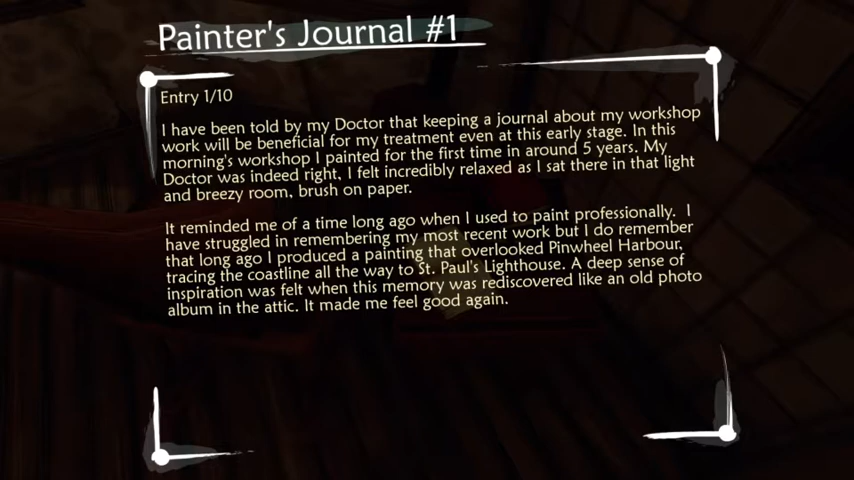 Painter's Journal #1
Entry 1/10
I have been told by my Doctor that keeping a journal about my workshop
work will be beneficial for my treatment even at this early stage. In this
morning's workshop I painted for the first time in around 5 years. My
Doctor was indeed right, I felt incredibly relaxed as I sat there in that light
and breezy room, brush on paper.
It reminded me of a time long ago when I used to paint professionally. I
have struggled in remembering my most recent work but I do remember
that long ago I produced a painting that overlooked Pinwheel Harbour,
tracing the coastline all the way to St. Paul's Lighthouse. A deep sense of
inspiration was felt when this memory was rediscovered like an old photo
album in the attic. It made me feel good again.